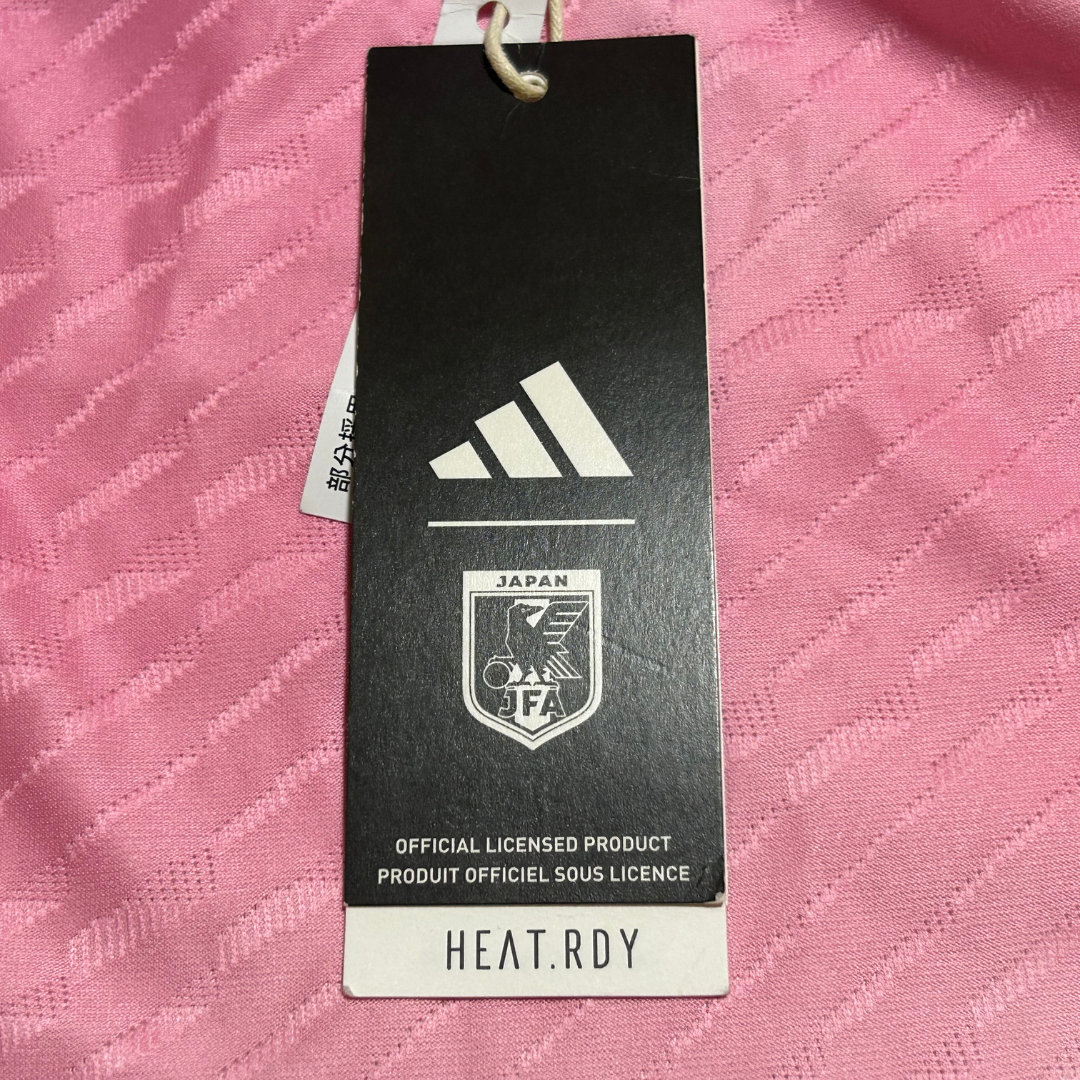 部分採用
JAPAN
JFA
OFFICIAL LICENSED PRODUCT
PRODUIT OFFICIEL SOUS LICENCE
HEAT.RDY